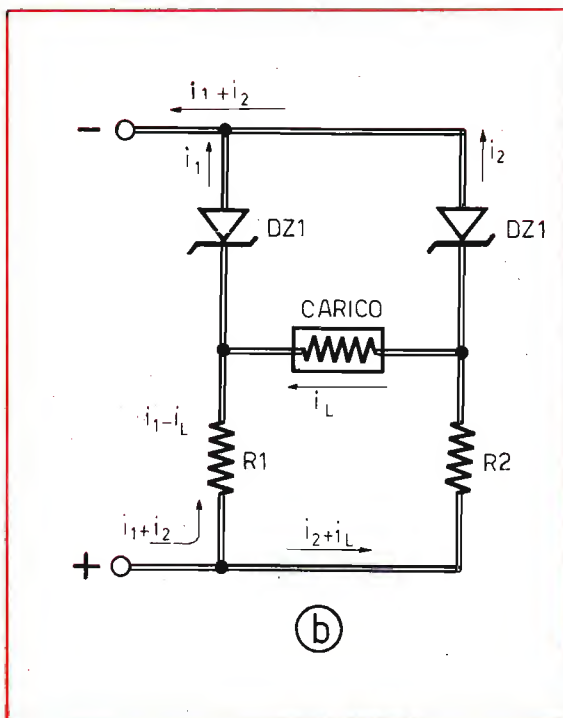 i1+i2
−
i1
i2
DZ1
DZ1
CARICO
iL
i1-iL
R1
R2
i1+i2
i2+iL
+
b